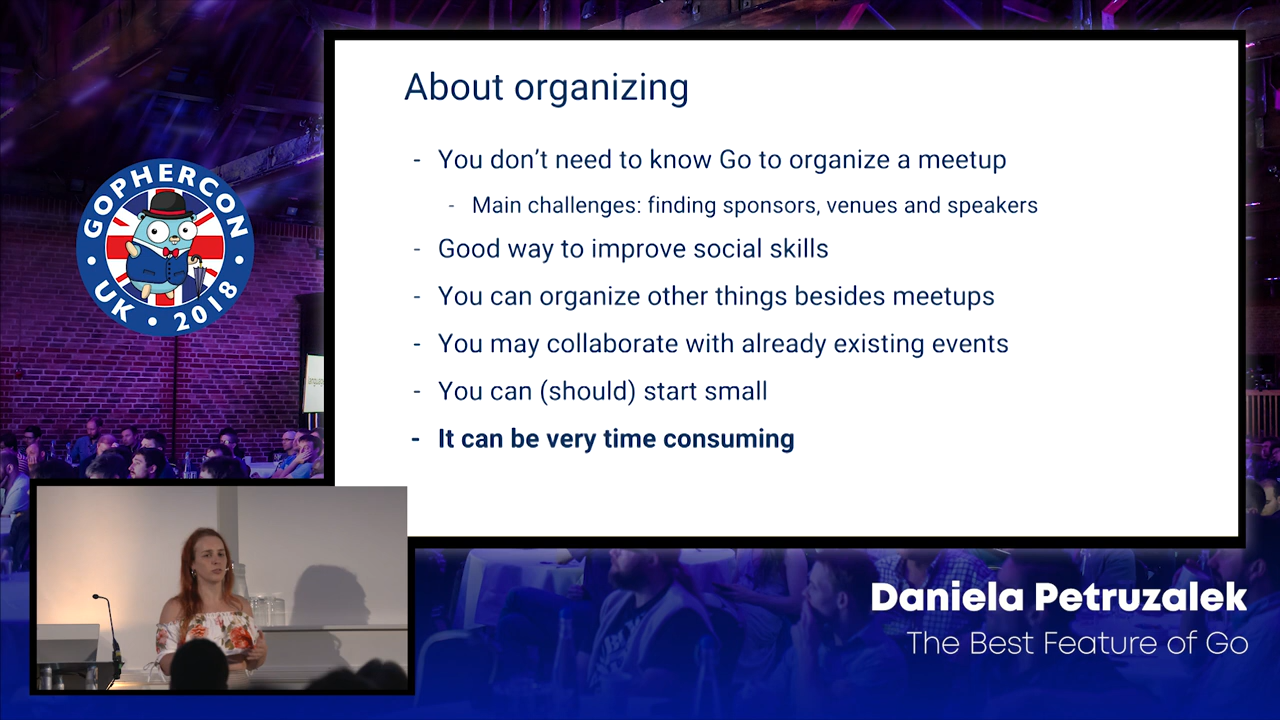 About organizing
- You don’t need to know Go to organize a meetup
- Main challenges: finding sponsors, venues and speakers
- Good way to improve social skills
- You can organize other things besides meetups
- You may collaborate with already existing events
- You can (should) start small
- It can be very time consuming
GOPHERCON
UK • 2018
Daniela Petruzalek
The Best Feature of Go